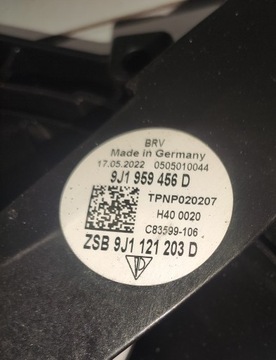 BRV
Made in Germany
17.05.2022 0505010044
9J1 959 456 D
TPNP020207
H40 0020
C83599-106
ZSB 9J1 121 203 D